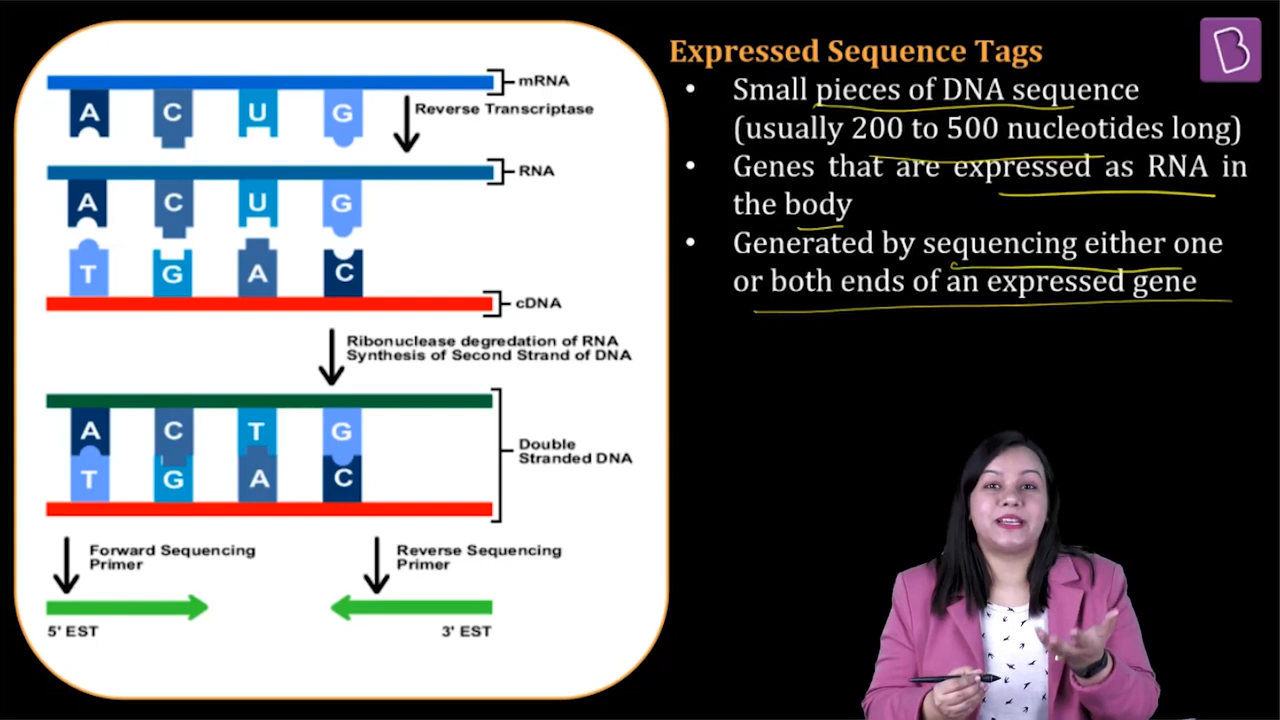 Expressed Sequence Tags
• Small pieces of DNA sequence
(usually 200 to 500 nucleotides long)
• Genes that are expressed as RNA in
the body
• Generated by sequencing either one
or both ends of an expressed gene
mRNA
A C U G
Reverse Transcriptase
RNA
A C U G
T G A C
cDNA
Ribonuclease degredation of RNA
Synthesis of Second Strand of DNA
A C T G
Double
Stranded DNA
T G A C
Forward Sequencing
Primer
Reverse Sequencing
Primer
5' EST
3' EST
B